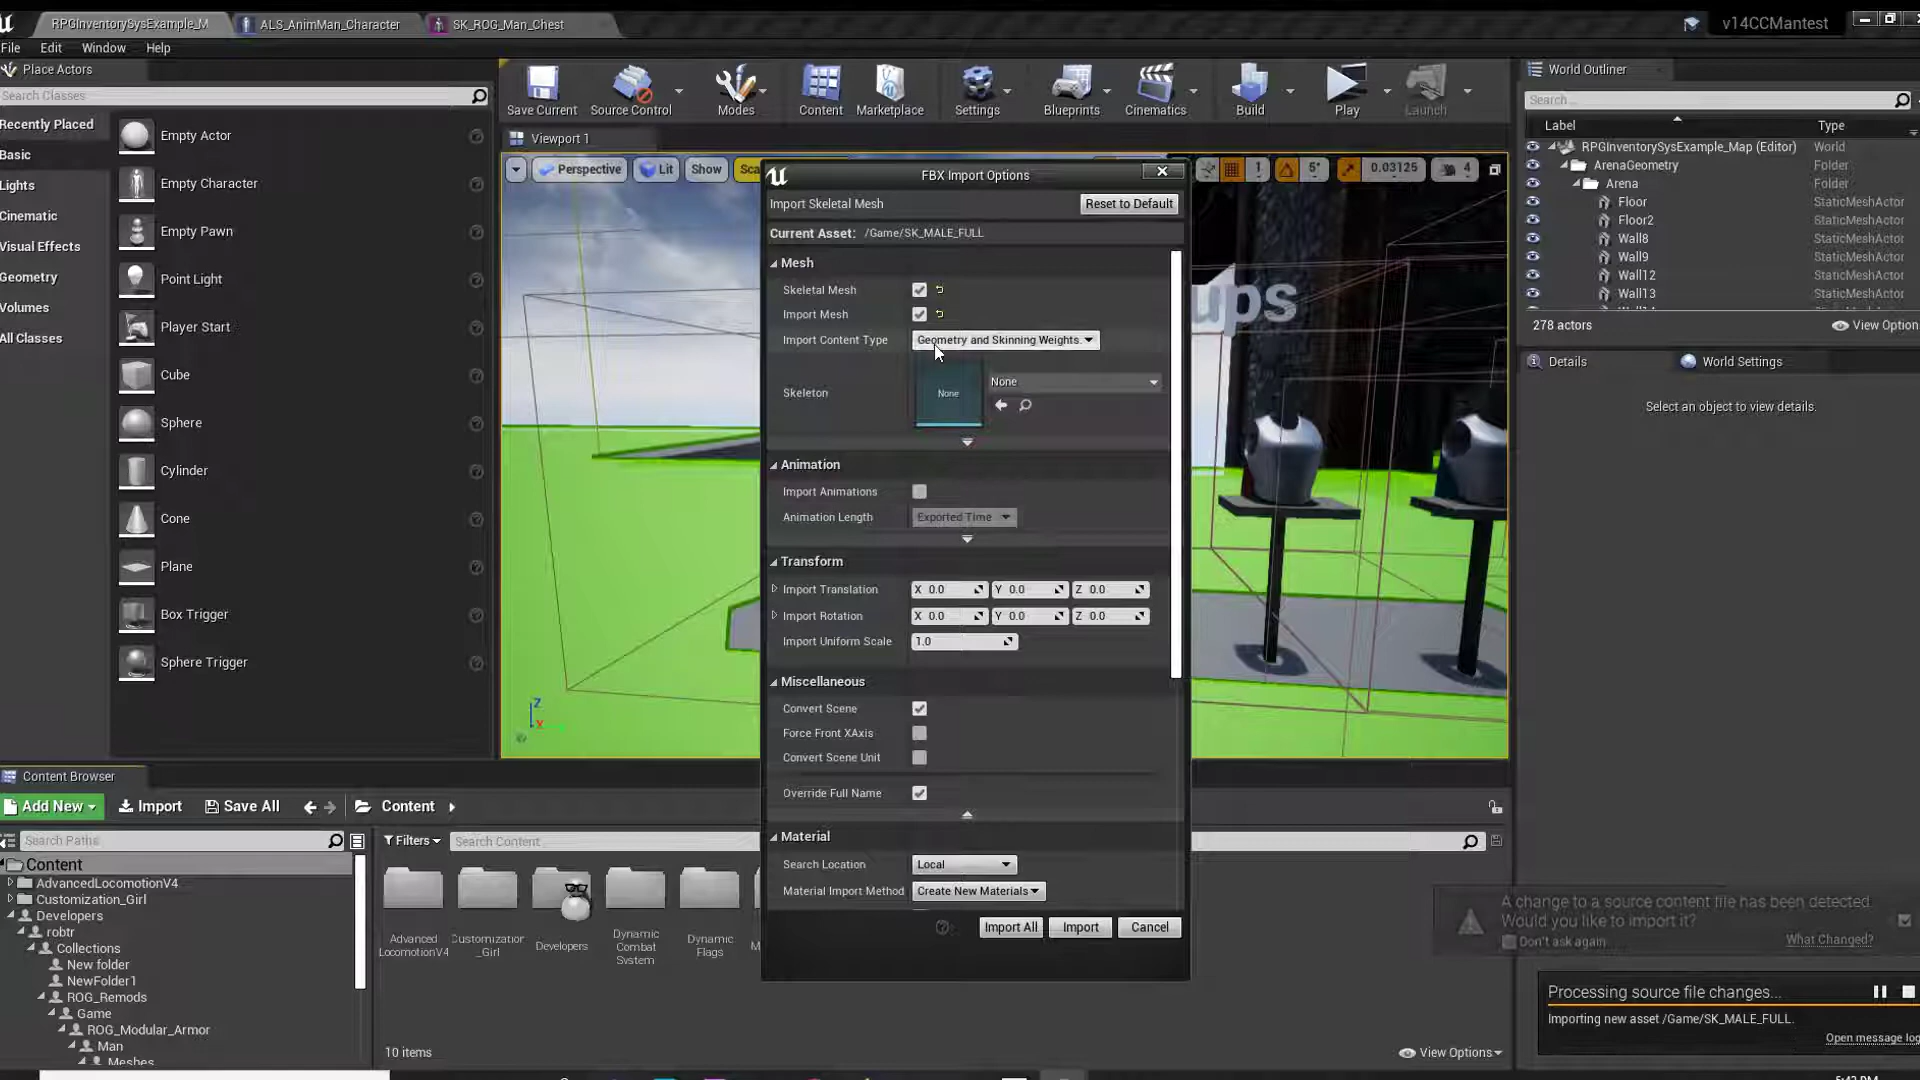 RPGInventorySysExample_M
ALS_AnimMan_Character
SK_ROG_Man_Chest
v14CCMantest
File Edit Window Help
Place Actors
Search Classes
Recently Placed
Basic
Lights
Cinematic
Visual Effects
Geometry
Volumes
All Classes
Empty Actor
Empty Character
Empty Pawn
Point Light
Player Start
Cube
Sphere
Cylinder
Cone
Plane
Box Trigger
Sphere Trigger
Save Current
Source Control
Modes
Content
Marketplace
Settings
Blueprints
Cinematics
Build
Play
Launch
Viewport 1
Perspective
Lit
Show
1
5°
0.03125
4
ups
Z
FBX Import Options
Import Skeletal Mesh
Reset to Default
Current Asset: /Game/SK_MALE_FULL
Mesh
Skeletal Mesh
Import Mesh
Import Content Type
Geometry and Skinning Weights.
Skeleton
None
None
Animation
Import Animations
Animation Length
Exported Time
Transform
Import Translation X 0.0 Y 0.0 Z 0.0
Import Rotation X 0.0 Y 0.0 Z 0.0
Import Uniform Scale 1.0
Miscellaneous
Convert Scene
Force Front XAxis
Convert Scene Unit
Override Full Name
Material
Search Location Local
Material Import Method Create New Materials
Import All
Import
Cancel
World Outliner
Search...
Label Type
RPGInventorySysExample_Map (Editor) World
ArenaGeometry Folder
Arena Folder
Floor StaticMeshActor
Floor2 StaticMeshActor
Wall8 StaticMeshActor
Wall9 StaticMeshActor
Wall12 StaticMeshActor
Wall13 StaticMeshActor
278 actors
View Option
Details
World Settings
Select an object to view details.
Content Browser
Add New
Import
Save All
Content
Search Paths
Filters
Search Content
Content
AdvancedLocomotionV4
Customization_Girl
Developers
robtr
Collections
New folder
NewFolder1
ROG_Remods
Game
ROG_Modular_Armor
Man
Meshes
Advanced
LocomotionV4
Customization
_Girl
Developers
Dynamic
Combat
System
Dynamic
Flags
10 items
View Options
A change to a source content file has been detected.
Would you like to import it?
Don't ask again
What Changed?
Processing source file changes...
Importing new asset /Game/SK_MALE_FULL.
Open message log